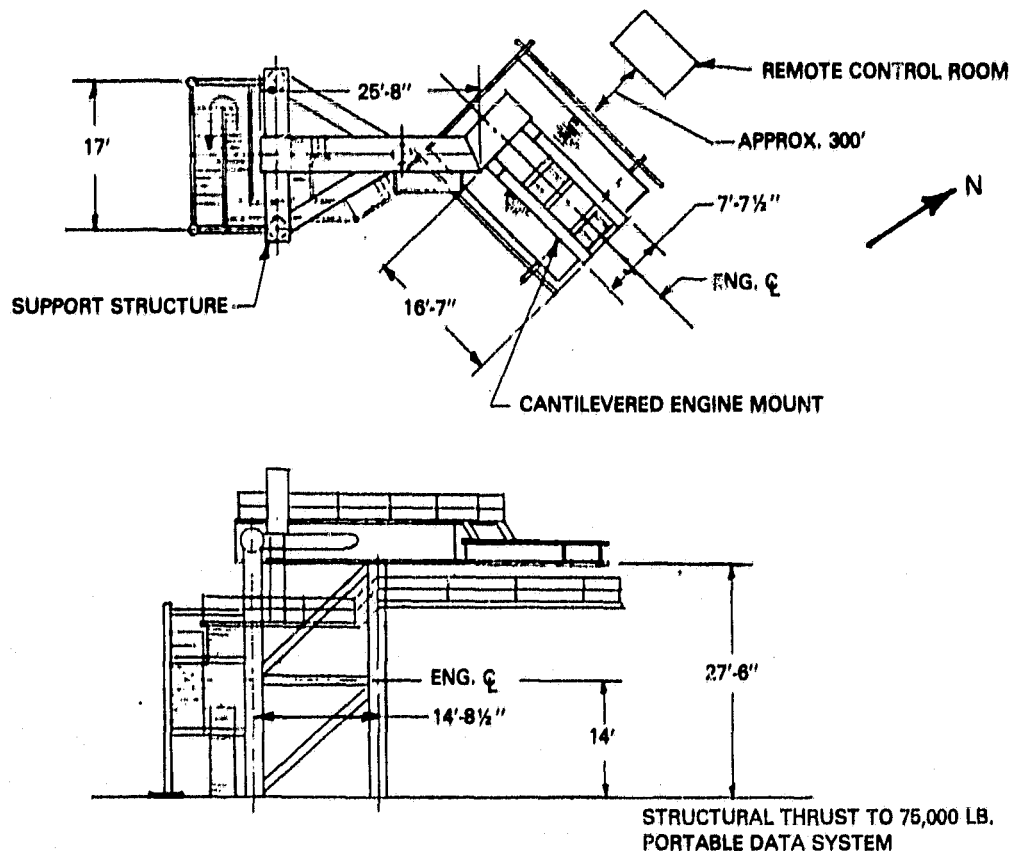 REMOTE CONTROL ROOM
25'-8"
17'
APPROX. 300'
N
7'-7½"
ENG. ℄
SUPPORT STRUCTURE
16'-7"
CANTILEVERED ENGINE MOUNT
ENG. ℄
27'-6"
14'-8½"
14'
STRUCTURAL THRUST TO 75,000 LB.
PORTABLE DATA SYSTEM